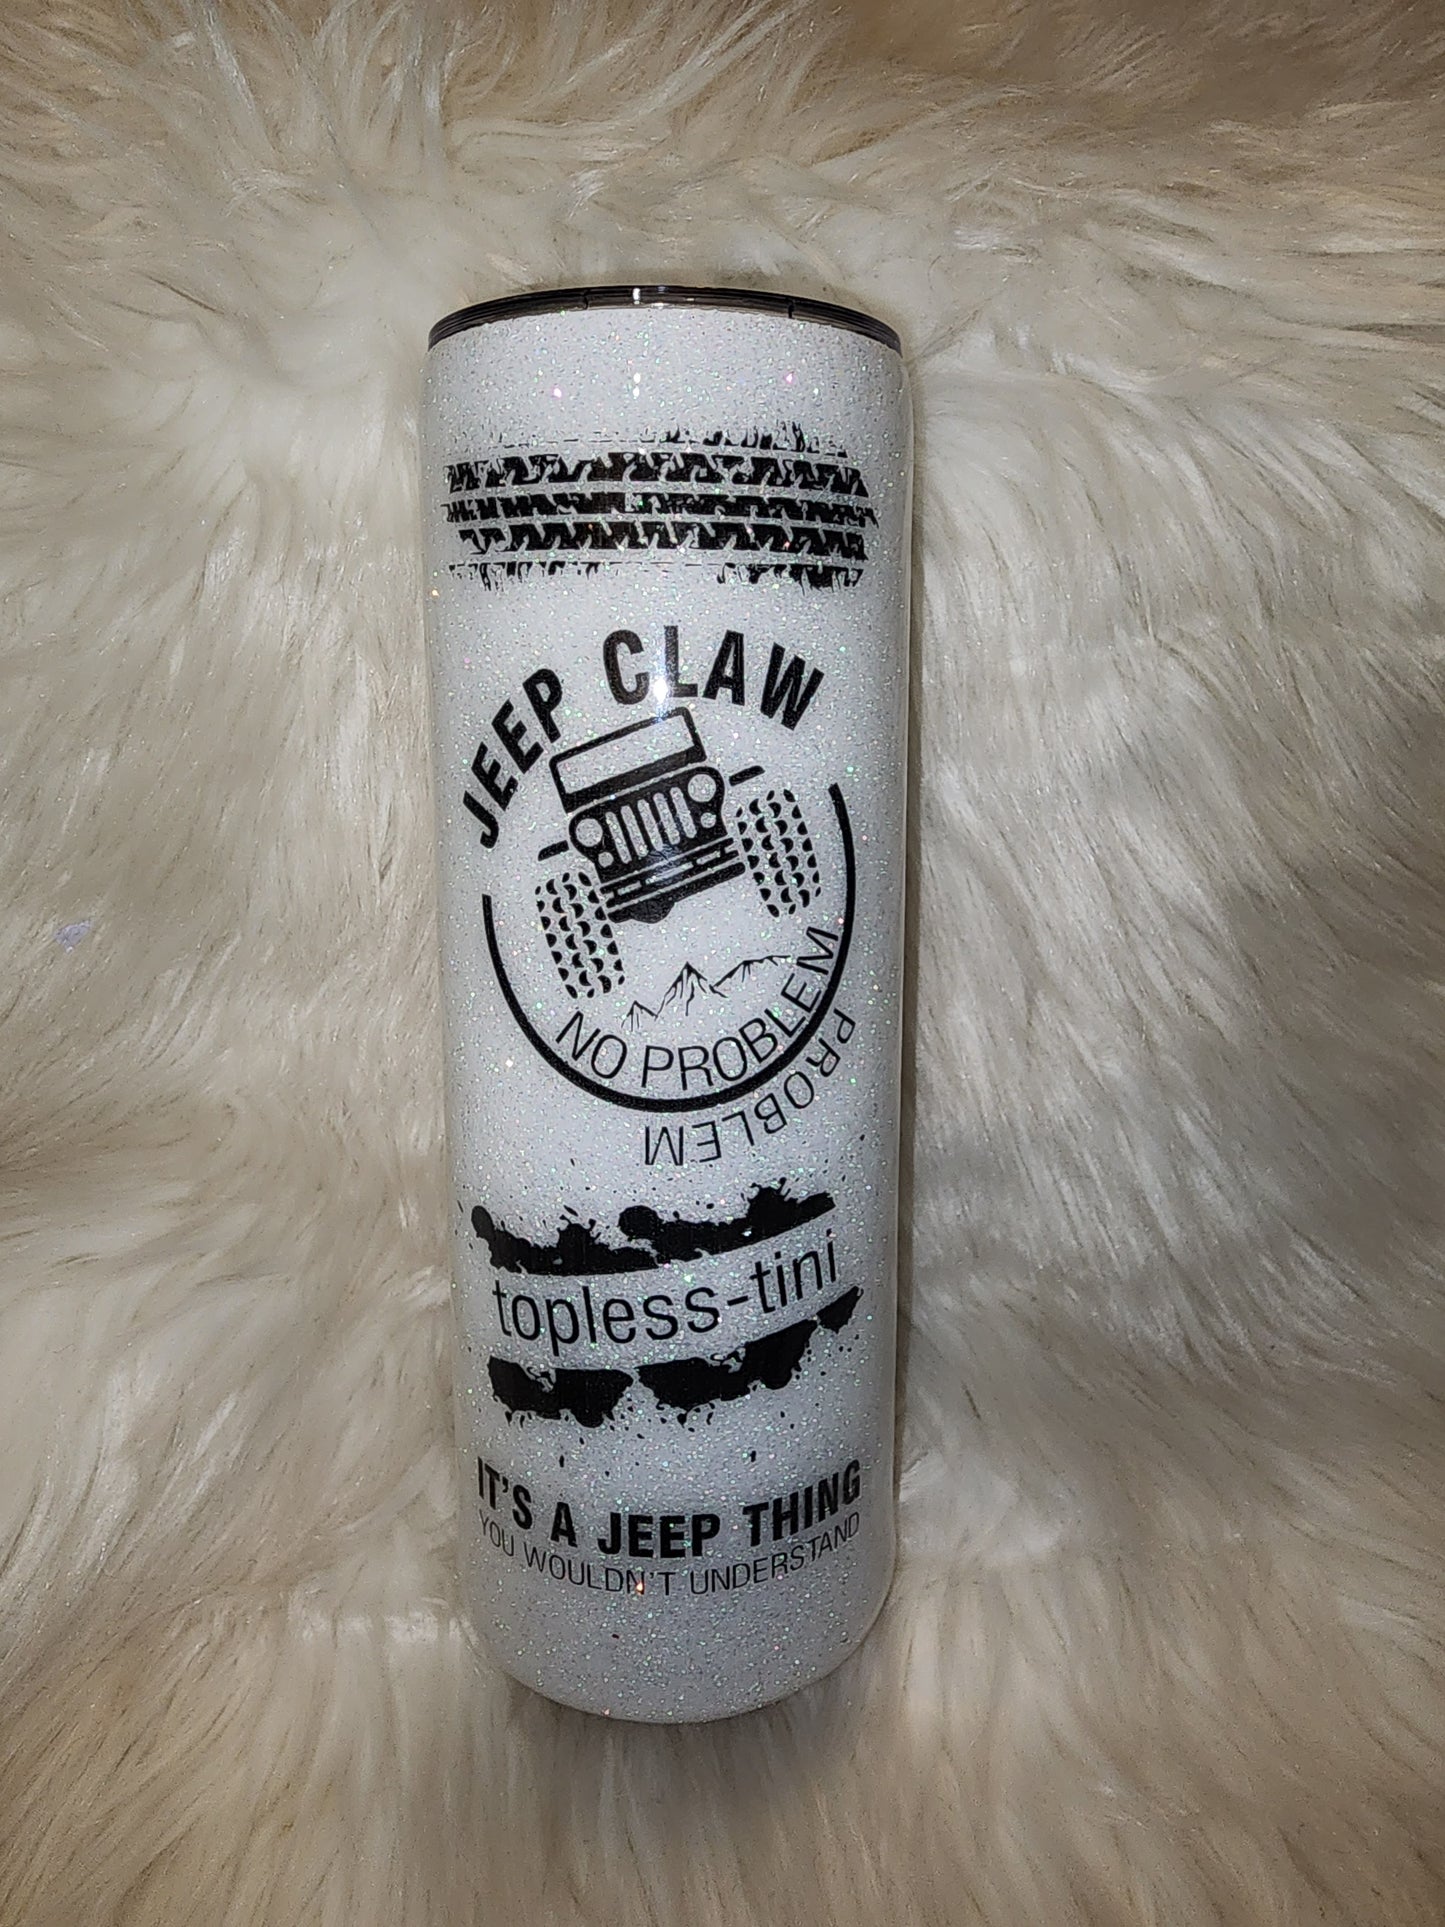 JEEP CLAW
NO PROBLEM
PROBLEM
topless-tini
IT'S A JEEP THING
YOU WOULDN'T UNDERSTAND